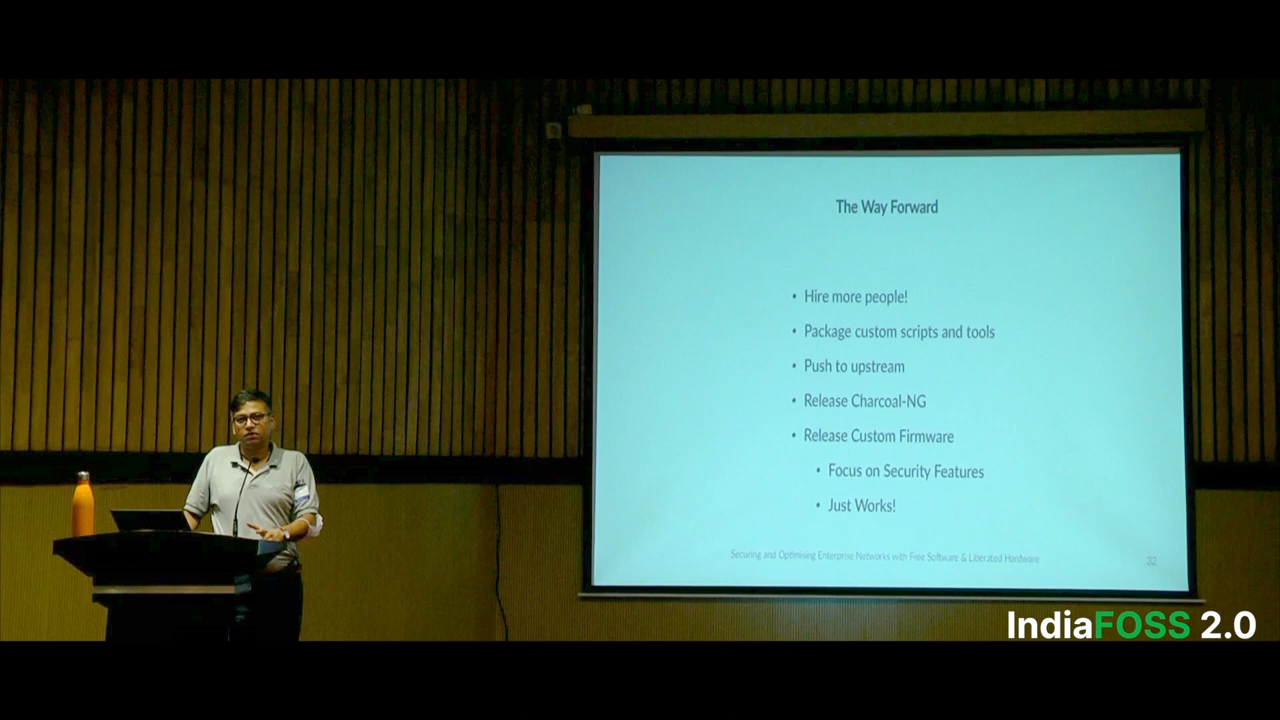 The Way Forward
• Hire more people!
• Package custom scripts and tools
• Push to upstream
• Release Charcoal-NG
• Release Custom Firmware
• Focus on Security Features
• Just Works!
Securing and Optimising Enterprise Networks with Free Software & Liberated Hardware
32
IndiaFOSS 2.0